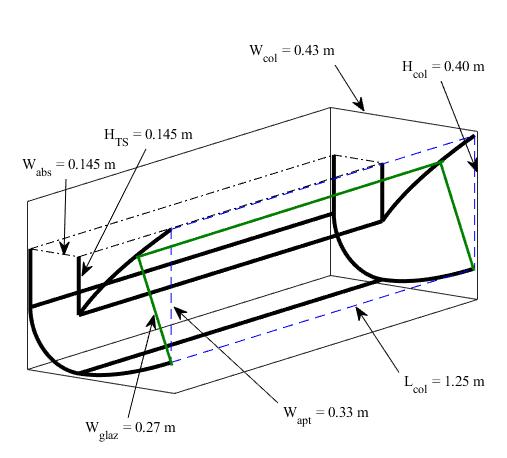 W_col = 0.43 m
H_col = 0.40 m
H_TS = 0.145 m
W_abs = 0.145 m
L_col = 1.25 m
W_apt = 0.33 m
W_glaz = 0.27 m